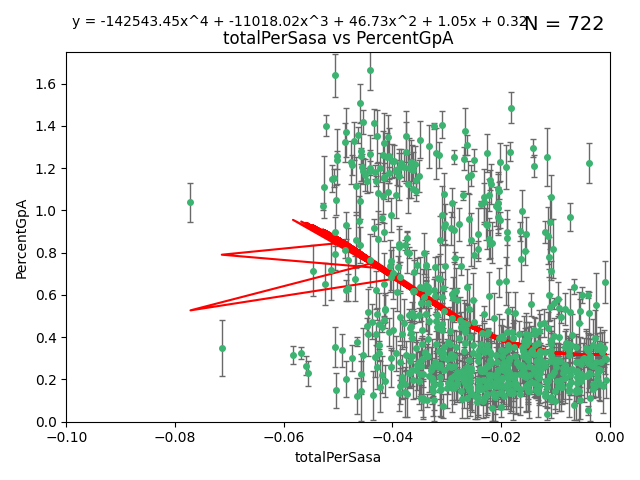 y = -142543.45x^4 + -11018.02x^3 + 46.73x^2 + 1.05x + 0.32
N = 722
totalPerSasa vs PercentGpA
PercentGpA
1.6
1.4
1.2
1.0
0.8
0.6
0.4
0.2
0.0
−0.10 −0.08 −0.06 −0.04 −0.02 0.00
totalPerSasa